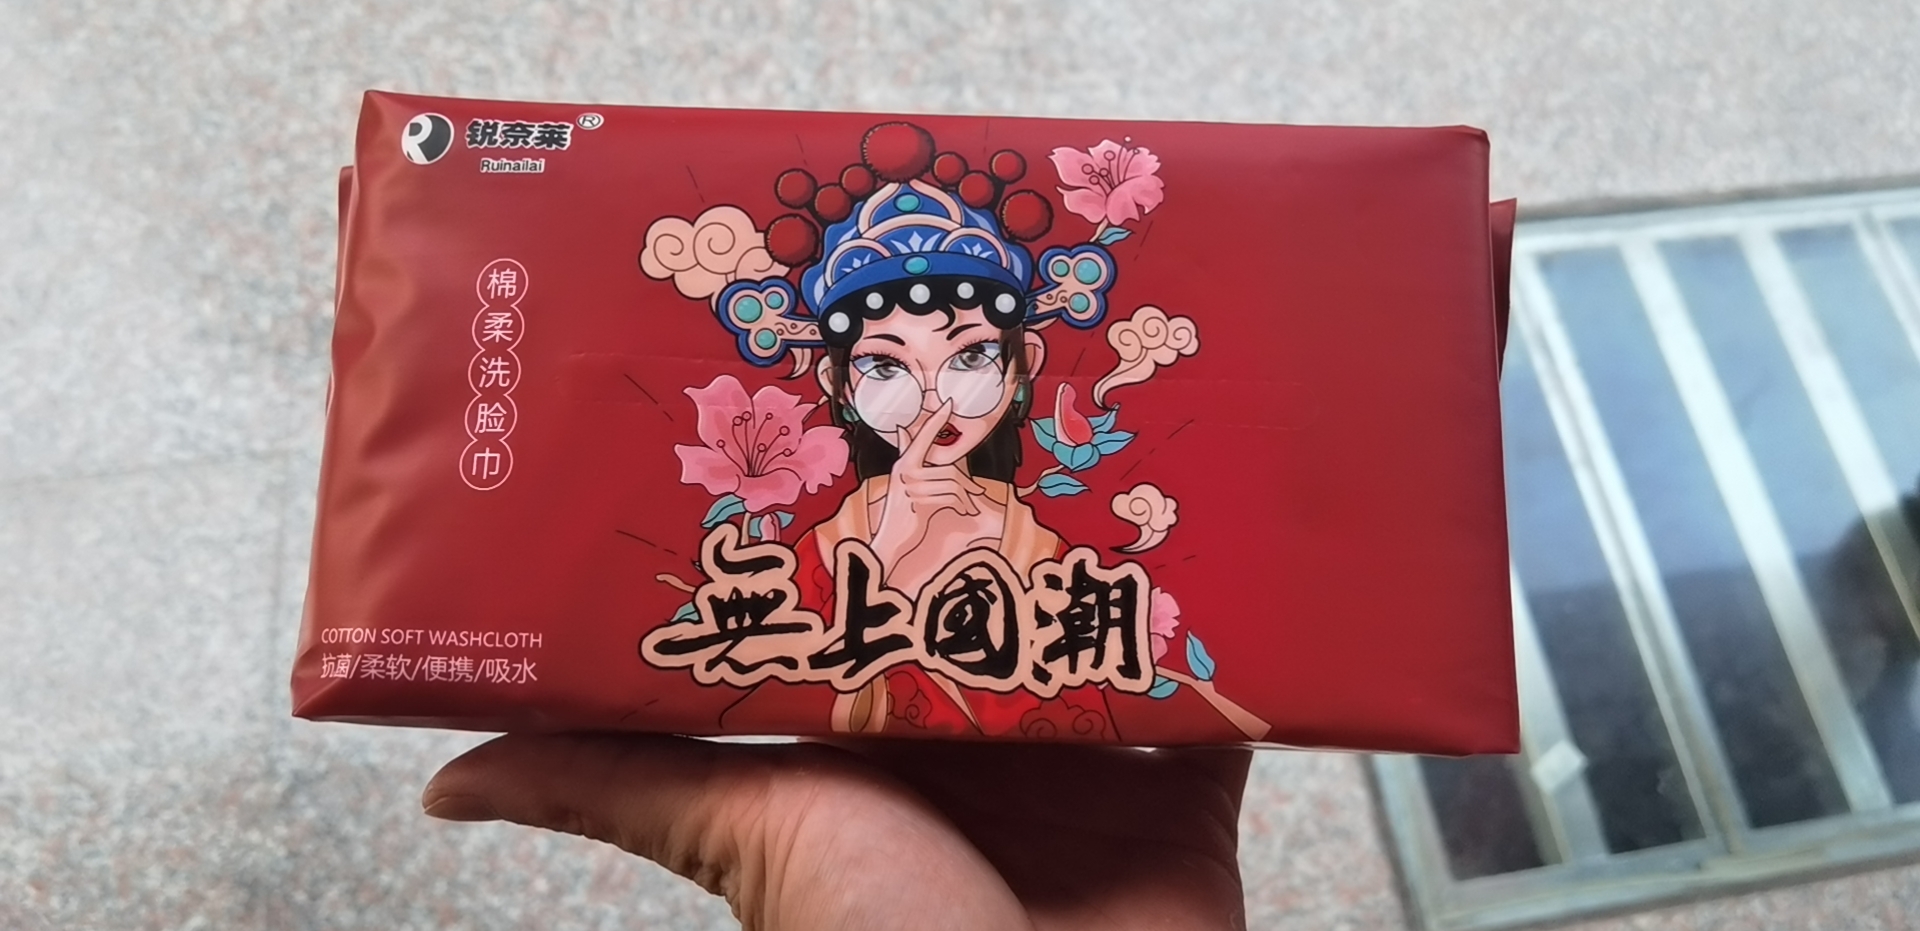 锐奈莱®
Ruinailai
棉柔洗脸巾
無上國潮
COTTON SOFT WASHCLOTH
抗菌/柔软/便携/吸水